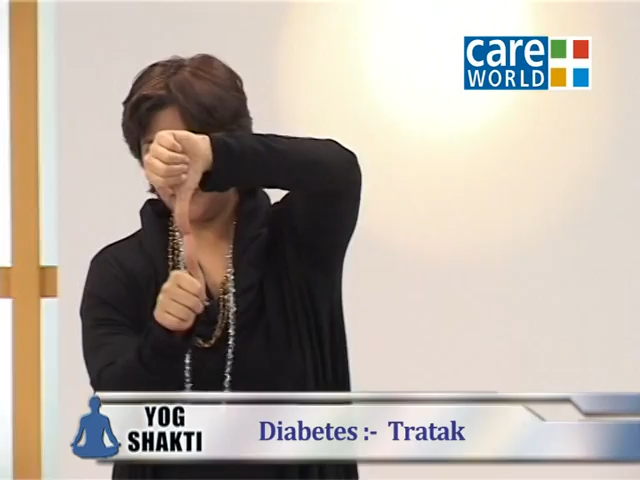 care
WORLD
YOG
SHAKTI
Diabetes :- Tratak